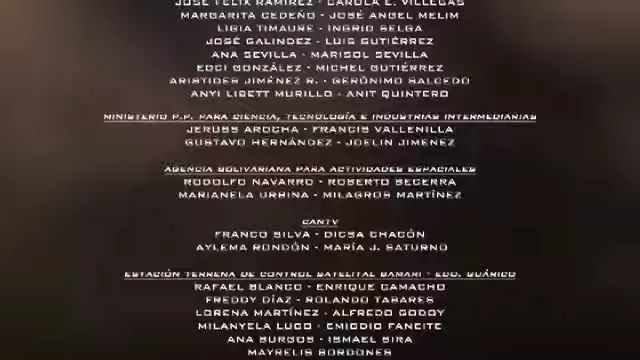 JOSÉ FÉLIX RAMÍREZ - CAROLA E. VILLEGAS
MARGARITA CEDEÑO - JOSÉ ANGEL MELIM
LIGIA TIMAURE - INGRID SELGA
JOSÉ GALINDEZ - LUIS GUTIÉRREZ
ANA SEVILLA - MARISOL SEVILLA
EDCI GONZÁLEZ - MICHEL GUTIÉRREZ
ARISTIDES JIMÉNEZ R. - GERÓNIMO SALCEDO
ANYI LISETT MURILLO - ANIT QUINTERO
MINISTERIO P.P. PARA CIENCIA, TECNOLOGÍA E INDUSTRIAS INTERMEDIARIAS
JERUSS AROCHA - FRANCIS VALLENILLA
GUSTAVO HERNÁNDEZ - JOELIN JIMENEZ
AGENCIA BOLIVARIANA PARA ACTIVIDADES ESPACIALES
RODOLFO NAVARRO - ROBERTO BECERRA
MARIANELA URBINA - MILAGROS MARTÍNEZ
CANTV
FRANCO SILVA - DICSA CHACÓN
AYLEMA RONDÓN - MARÍA J. SATURNO
ESTACIÓN TERRENA DE CONTROL SATELITAL BAMARI - EDO. GUÁRICO
RAFAEL BLANCO - ENRIQUE CAMACHO
FREDDY DÍAZ - ROLANDO TABARES
LORENA MARTÍNEZ - ALFREDO GODOY
MILANYELA LUGO - EMIGDIO FANEITE
ANA BURGOS - ISMAEL SIRA
MAYRELIS BORDONES